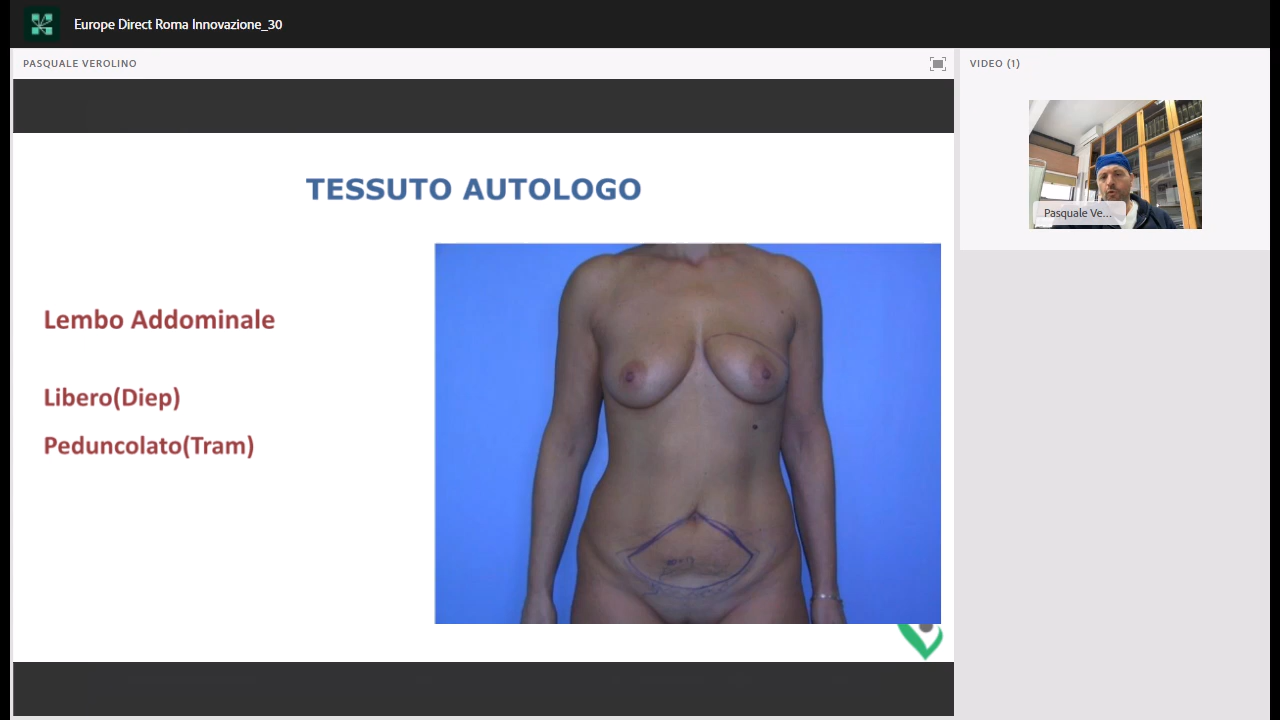 Europe Direct Roma Innovazione_30
PASQUALE VEROLINO
VIDEO (1)
TESSUTO AUTOLOGO
Lembo Addominale
Libero(Diep)
Peduncolato(Tram)
Pasquale Ve...